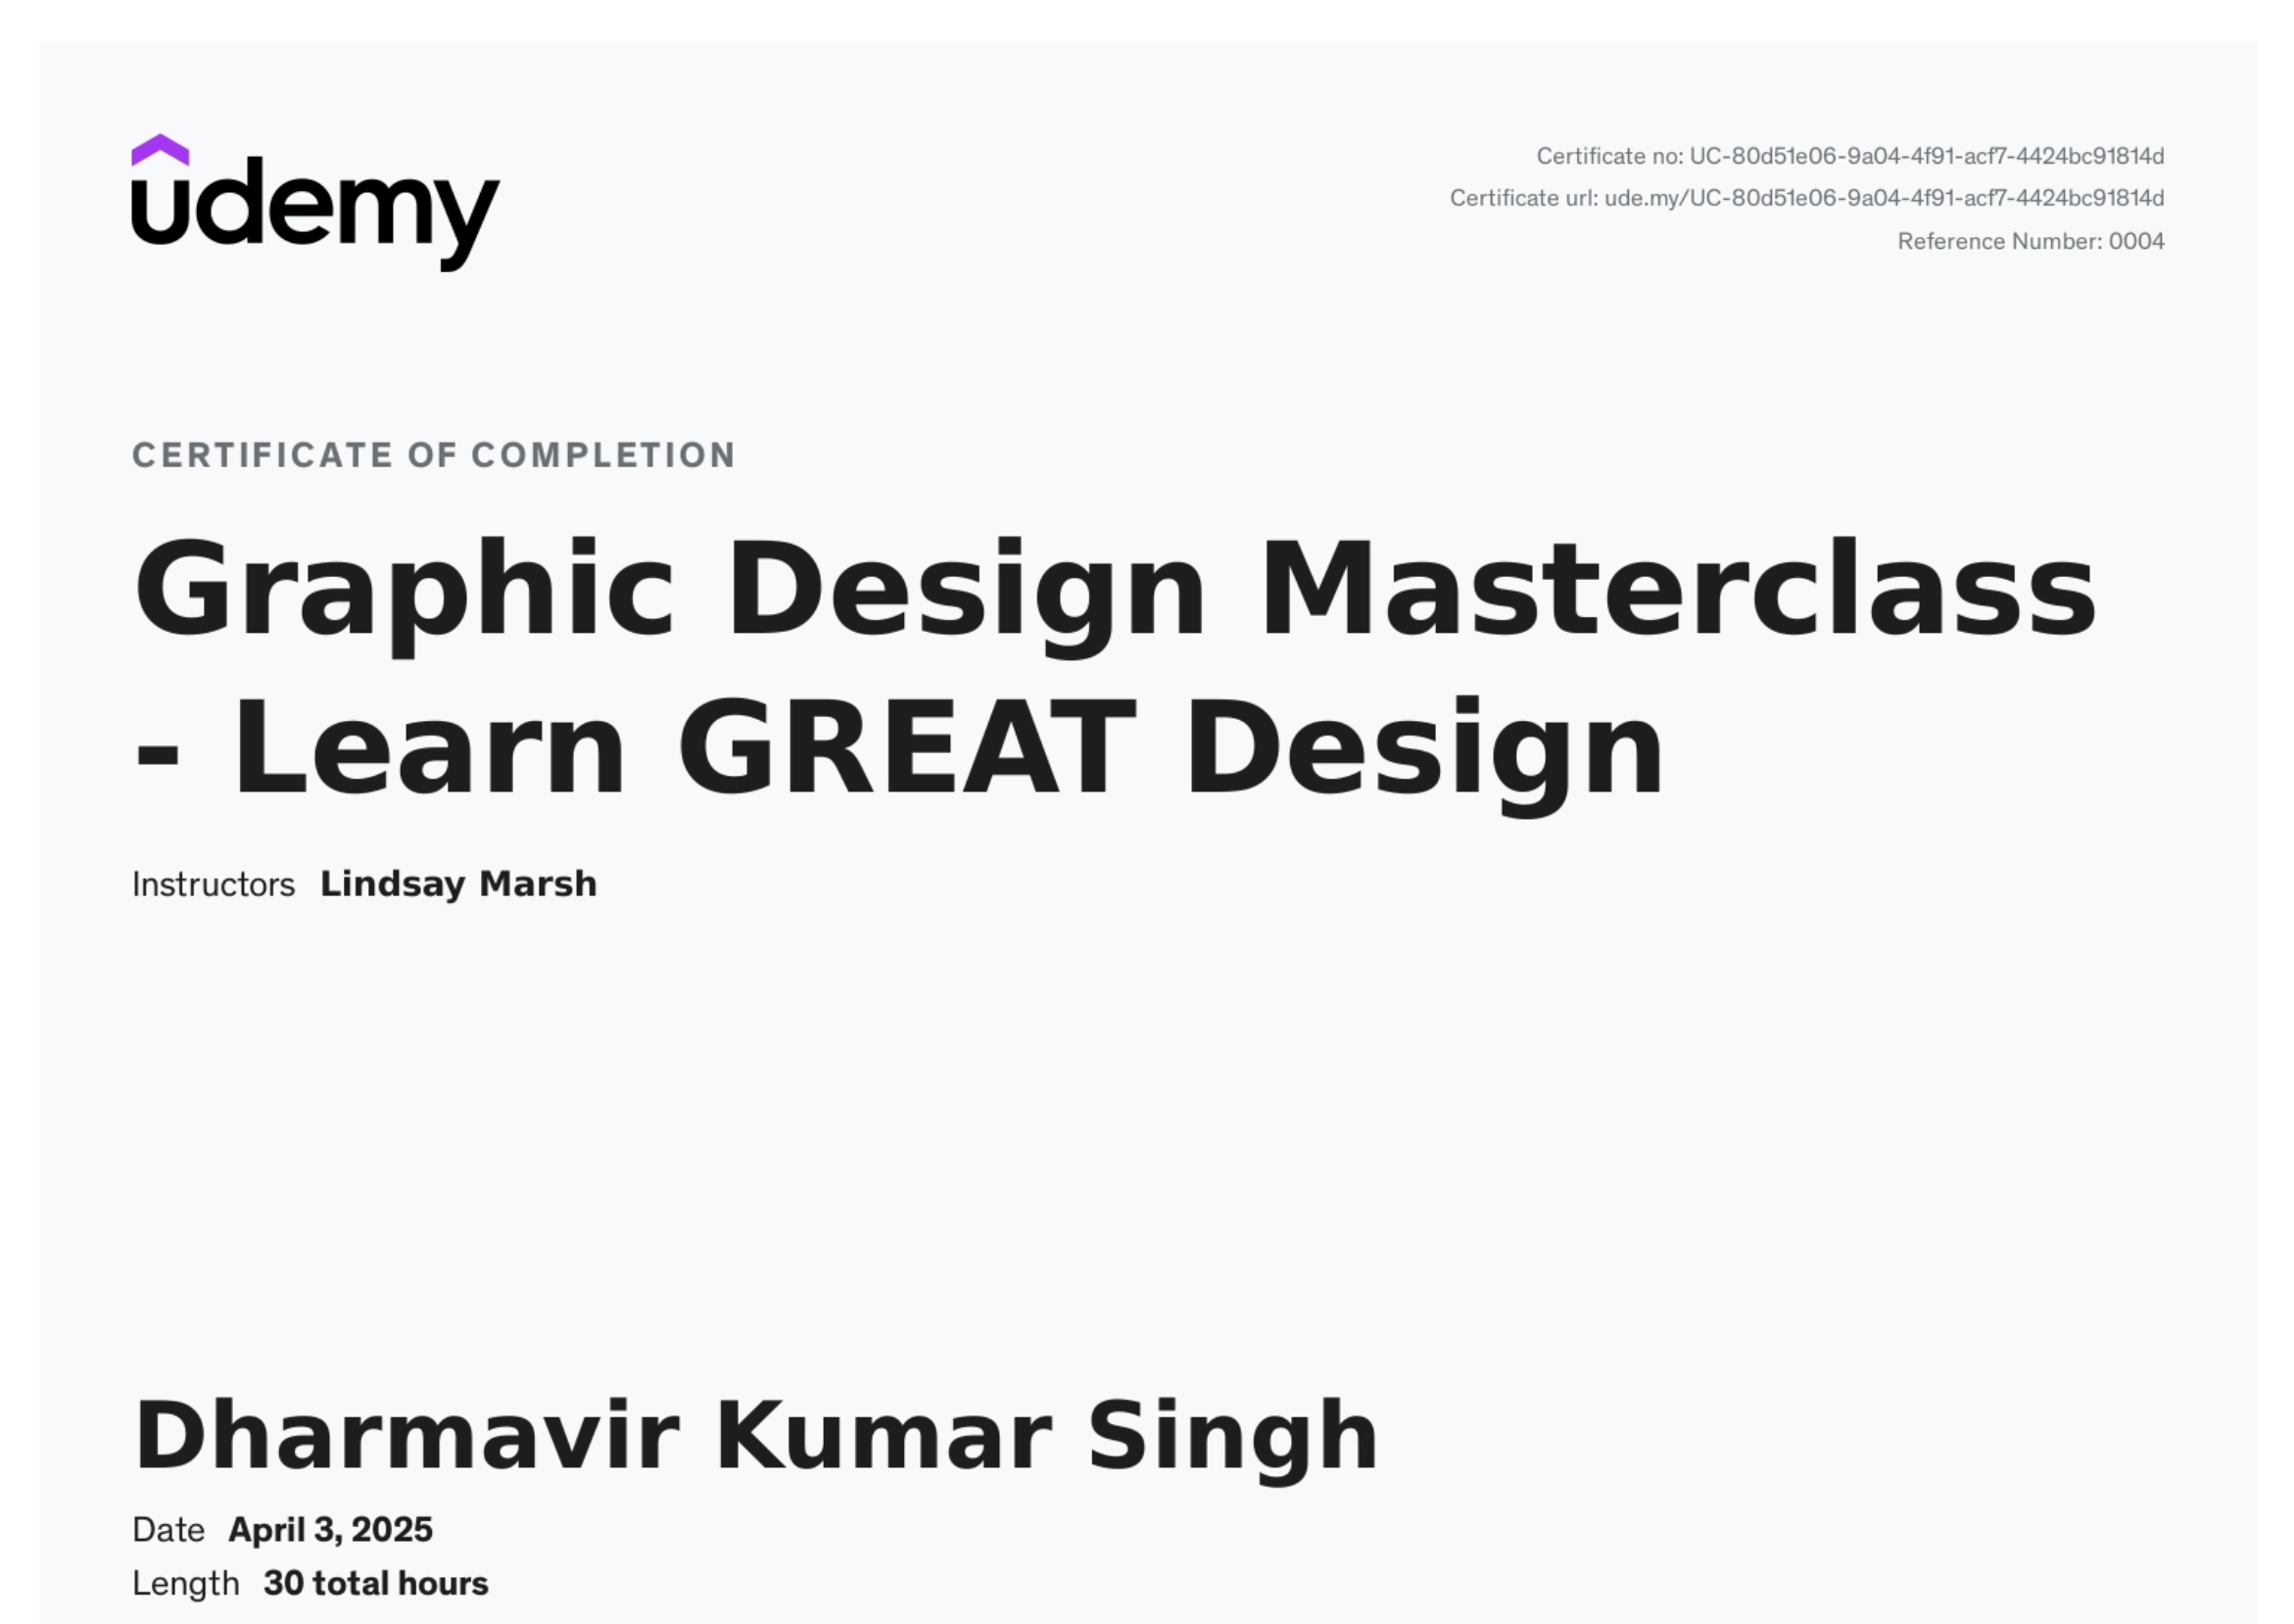 udemy
Certificate no: UC-80d51e06-9a04-4f91-acf7-4424bc91814d
Certificate url: ude.my/UC-80d51e06-9a04-4f91-acf7-4424bc91814d
Reference Number: 0004
CERTIFICATE OF COMPLETION
Graphic Design Masterclass
- Learn GREAT Design
Instructors Lindsay Marsh
Dharmavir Kumar Singh
Date April 3, 2025
Length 30 total hours